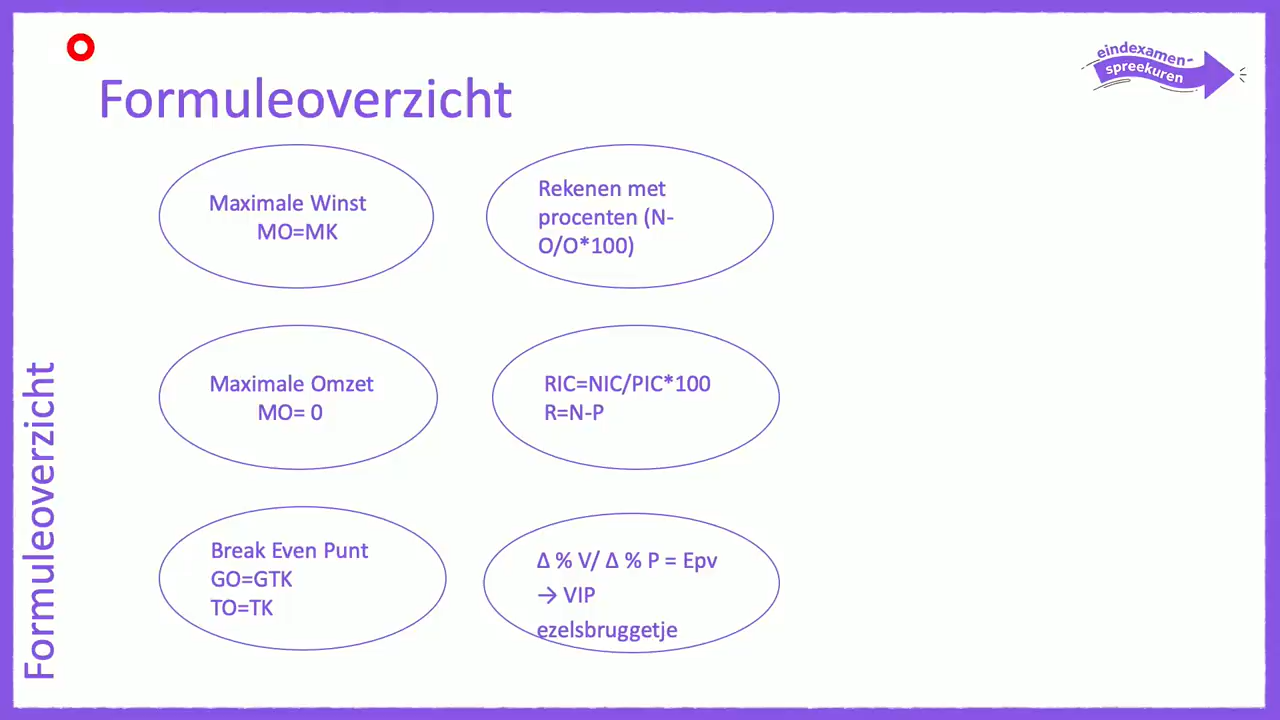 eindexamen-
spreekuren
Formuleoverzicht
Maximale Winst
MO=MK
Rekenen met
procenten (N-
O/O*100)
Maximale Omzet
MO= 0
RIC=NIC/PIC*100
R=N-P
Break Even Punt
GO=GTK
TO=TK
Δ % V/ Δ % P = Epv
→ VIP
ezelsbruggetje
Formuleoverzicht